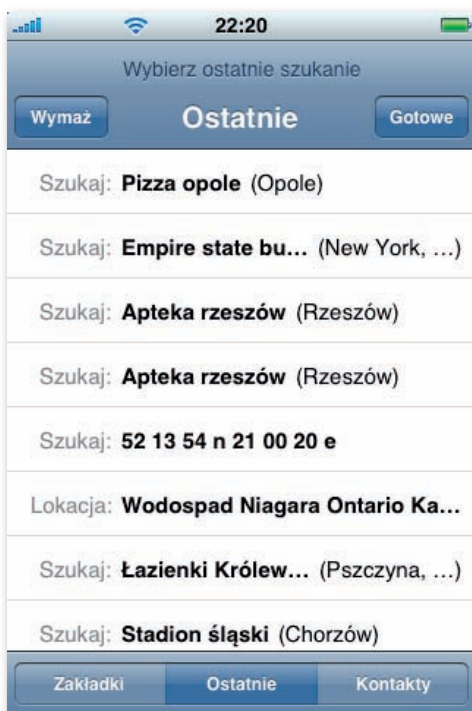 22:20
Wybierz ostatnie szukanie
Wymaż Ostatnie Gotowe
Szukaj: Pizza opole (Opole)
Szukaj: Empire state bu... (New York, ...)
Szukaj: Apteka rzeszów (Rzeszów)
Szukaj: Apteka rzeszów (Rzeszów)
Szukaj: 52 13 54 n 21 00 20 e
Lokacja: Wodospad Niagara Ontario Ka...
Szukaj: Łazienki Królew... (Pszczyna, ...)
Szukaj: Stadion śląski (Chorzów)
Zakładki Ostatnie Kontakty